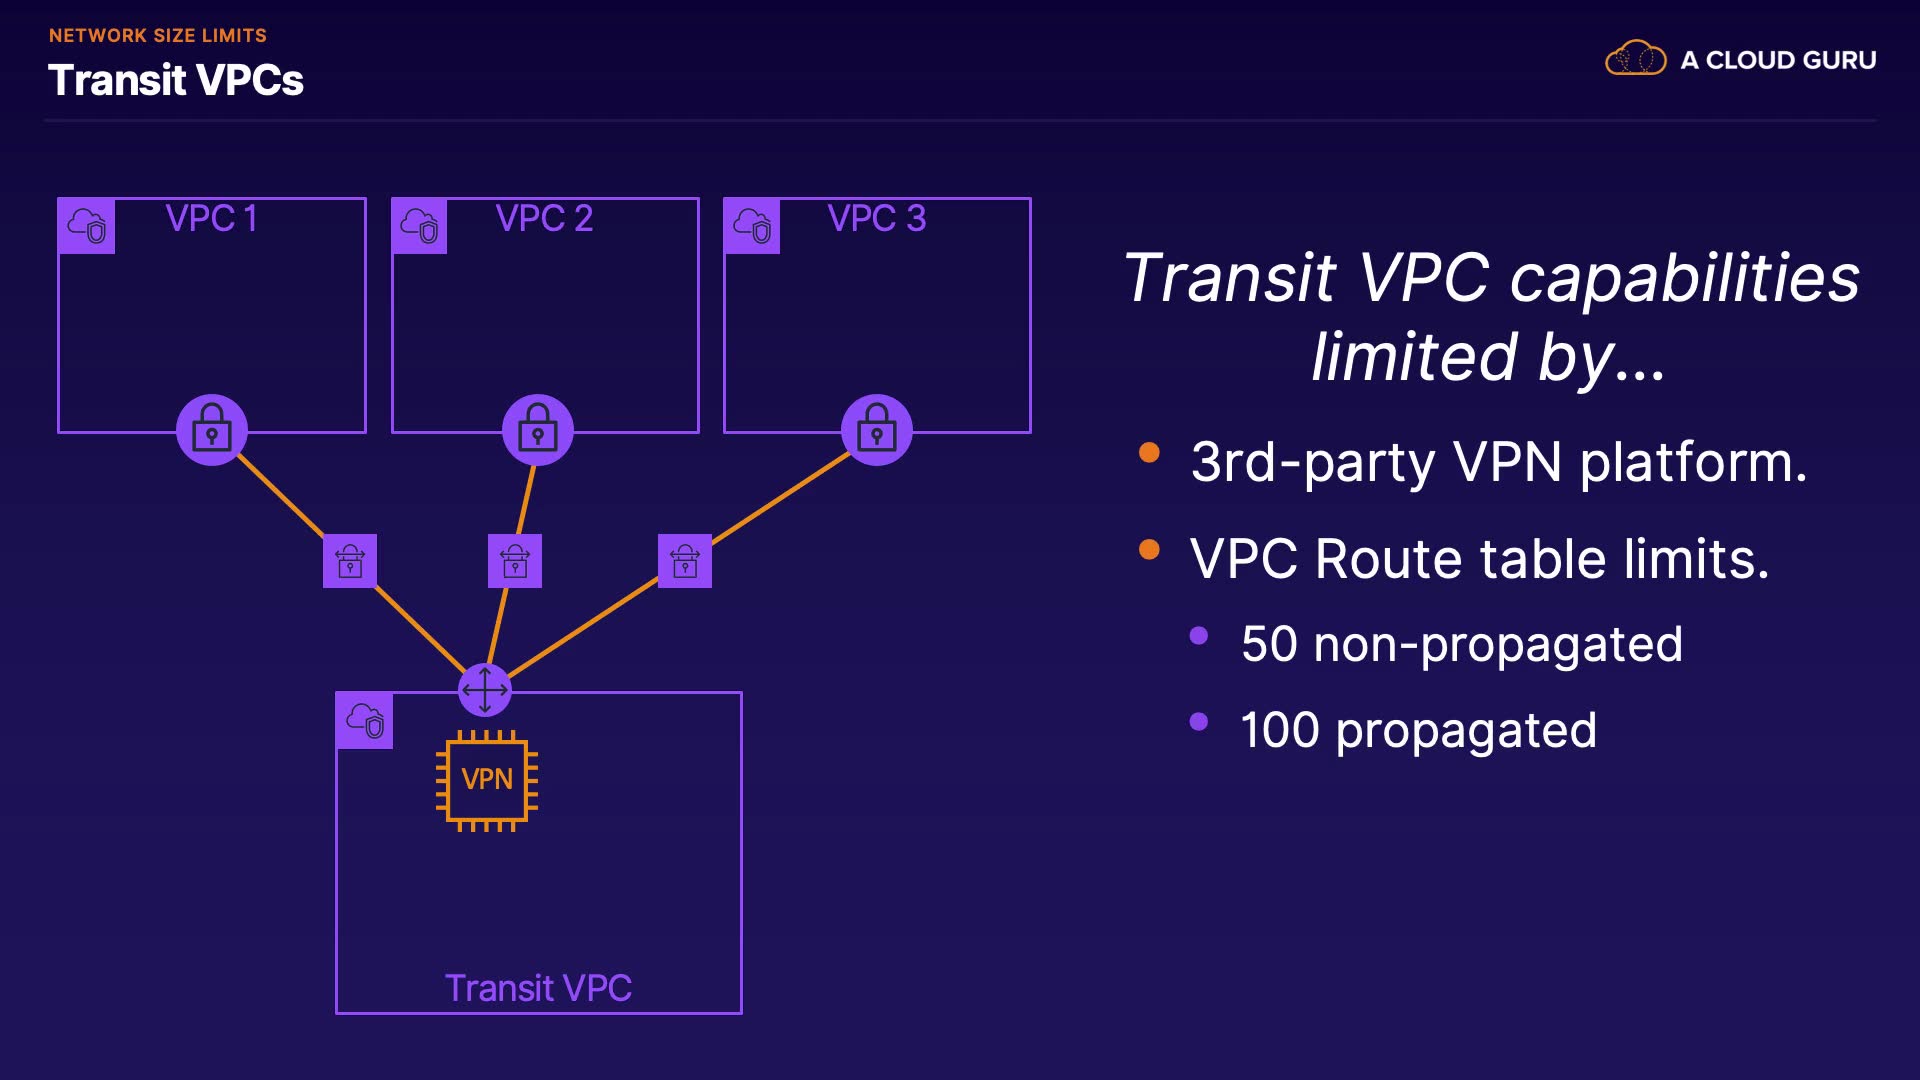 NETWORK SIZE LIMITS
Transit VPCs
A CLOUD GURU
VPC 1
VPC 2
VPC 3
VPN
Transit VPC
Transit VPC capabilities
limited by...
3rd-party VPN platform.
VPC Route table limits.
50 non-propagated
100 propagated